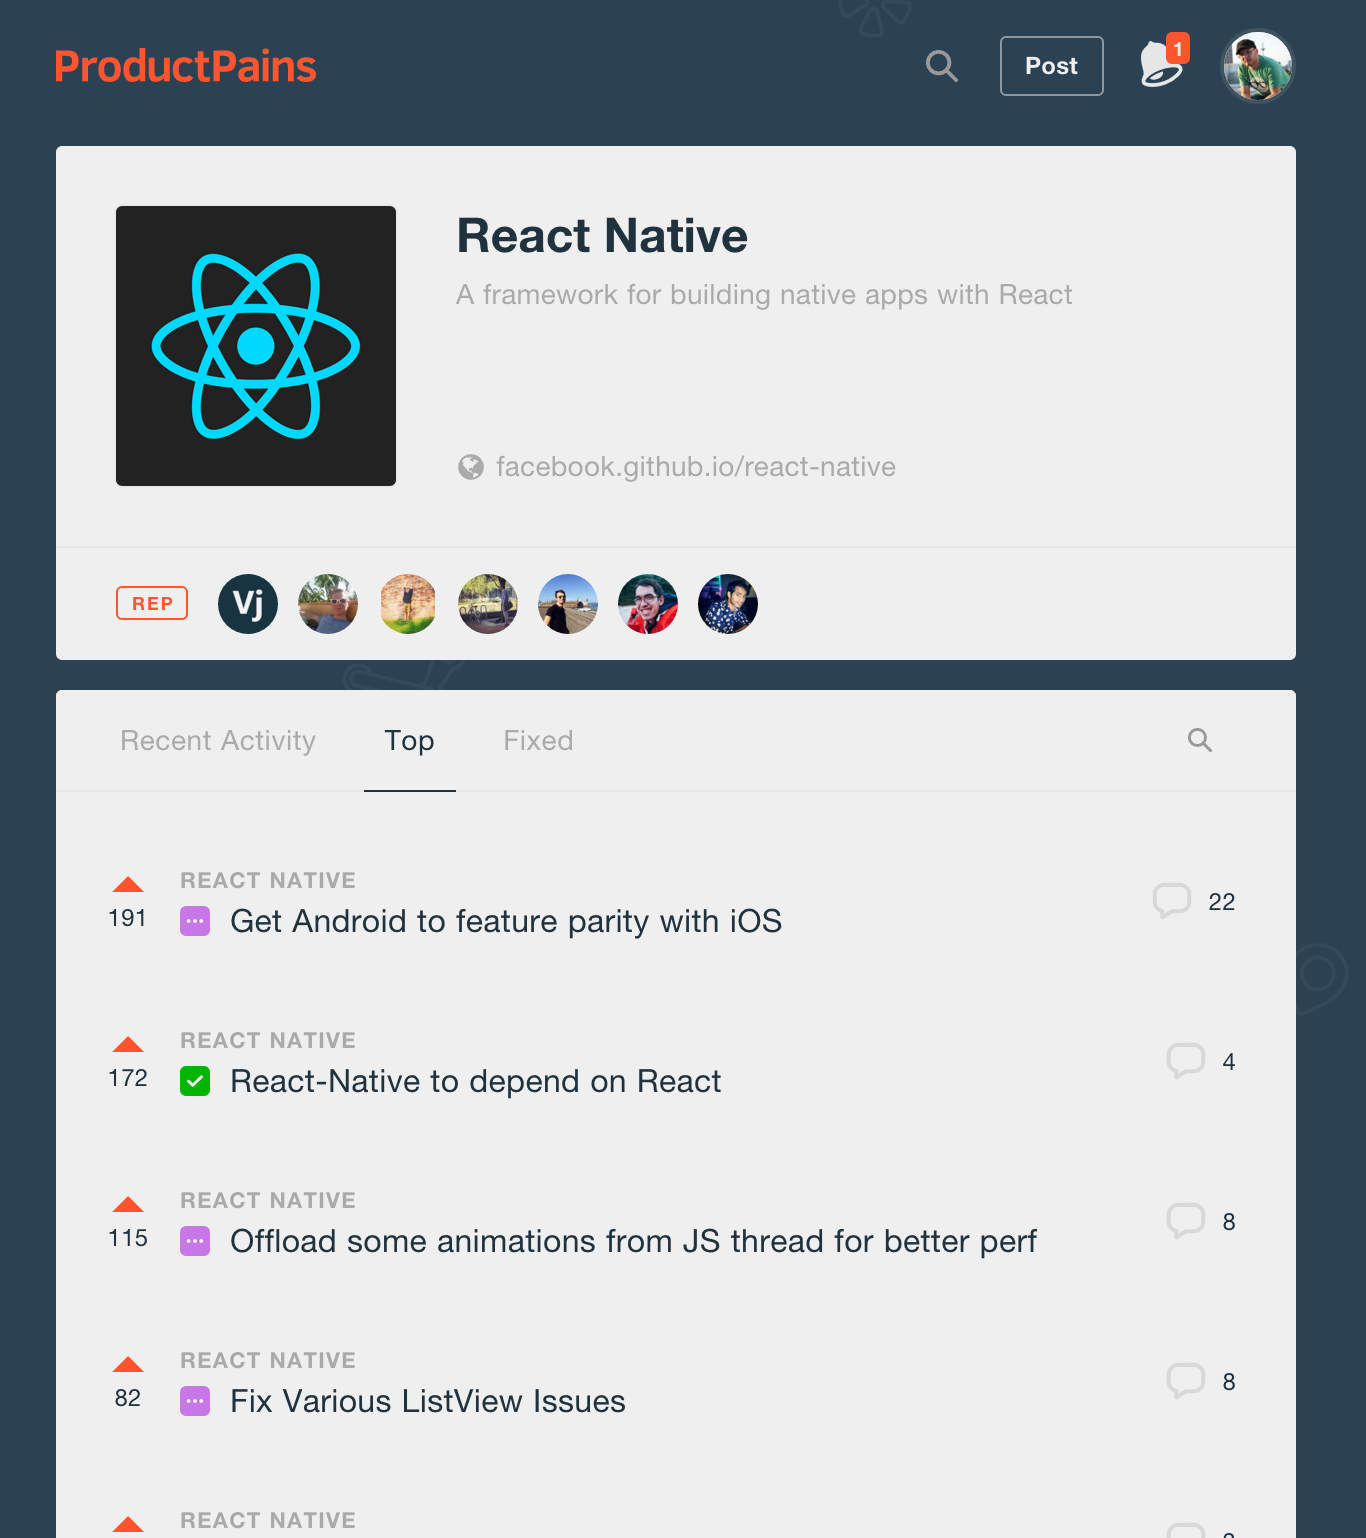 ProductPains
Post
1
React Native
A framework for building native apps with React
facebook.github.io/react-native
REP
Vj
Recent Activity
Top
Fixed
REACT NATIVE
191
Get Android to feature parity with iOS
22
REACT NATIVE
172
React-Native to depend on React
4
REACT NATIVE
115
Offload some animations from JS thread for better perf
8
REACT NATIVE
82
Fix Various ListView Issues
8
REACT NATIVE